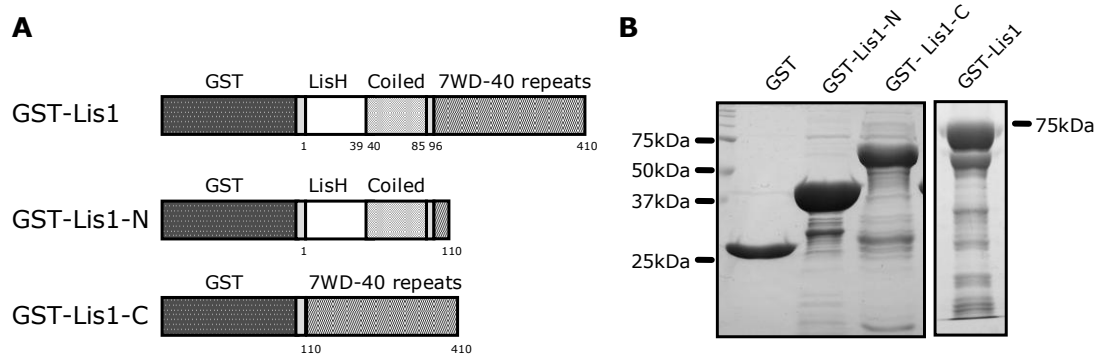 A
GST LisH Coiled 7WD-40 repeats
GST-Lis1
1 39 40 85 96 410
GST LisH Coiled
GST-Lis1-N
1 110
GST 7WD-40 repeats
GST-Lis1-C
110 410
B
GST GST-Lis1-N GST- Lis1-C GST-Lis1
75kDa 75kDa
50kDa
37kDa
25kDa